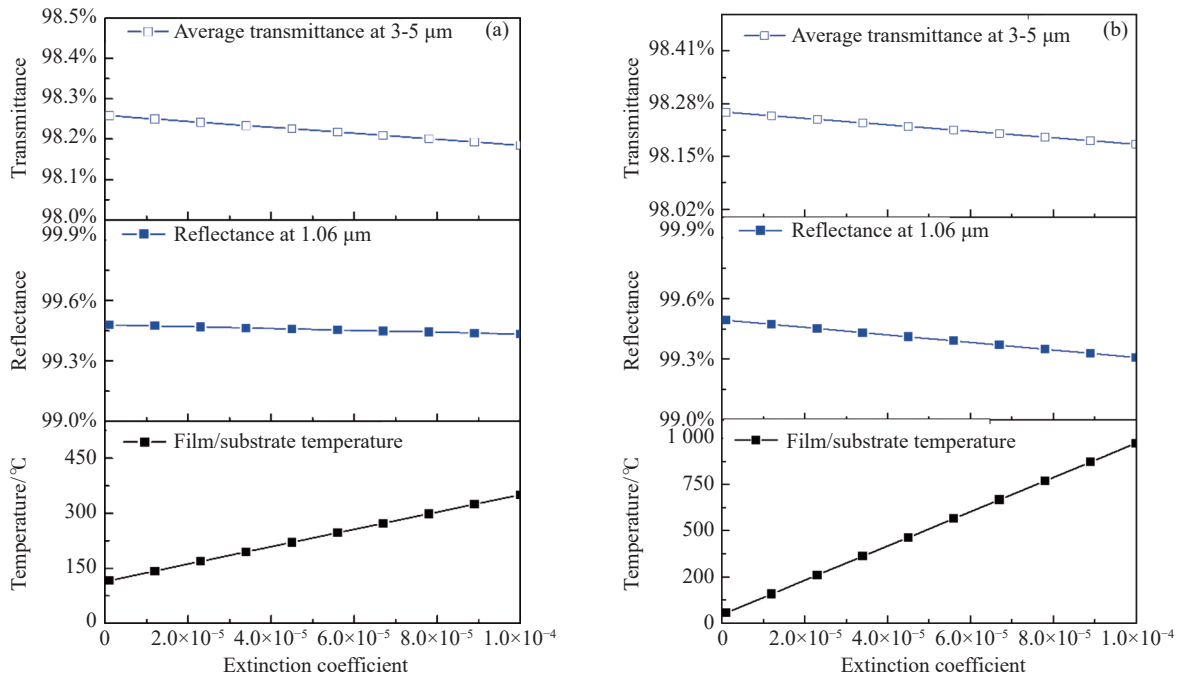 98.5%
Average transmittance at 3-5 μm
(a)
98.4%
98.3%
98.2%
98.1%
98.0%
Transmittance
99.9%
Reflectance at 1.06 μm
99.6%
99.3%
99.0%
Reflectance
Film/substrate temperature
450
300
150
0
Temperature/℃
0
2.0×10⁻⁵
4.0×10⁻⁵
6.0×10⁻⁵
8.0×10⁻⁵
1.0×10⁻⁴
Extinction coefficient
Average transmittance at 3-5 μm
(b)
98.41%
98.28%
98.15%
98.02%
Transmittance
99.9%
Reflectance at 1.06 μm
99.6%
99.3%
99.0%
Reflectance
1 000
Film/substrate temperature
750
500
200
0
Temperature/℃
0
2.0×10⁻⁵
4.0×10⁻⁵
6.0×10⁻⁵
8.0×10⁻⁵
1.0×10⁻⁴
Extinction coefficient